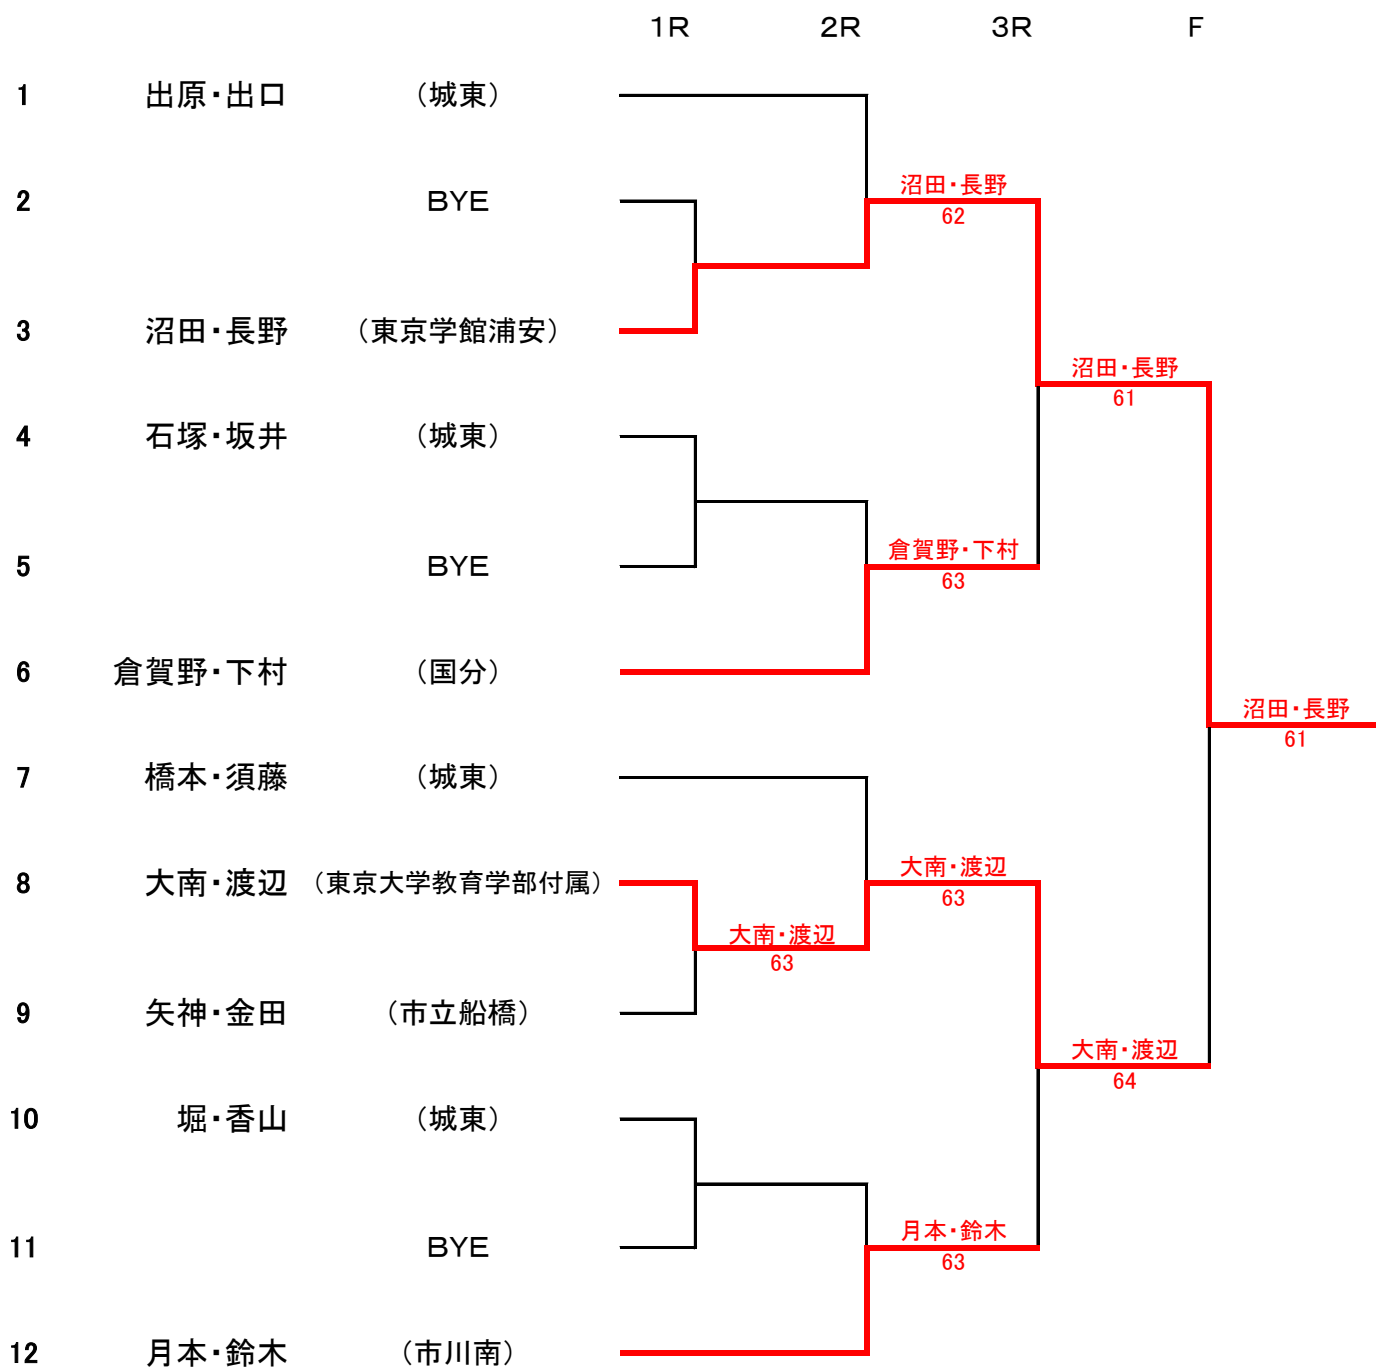 １Ｒ ２Ｒ ３Ｒ Ｆ
1 出原・出口 （城東）
沼田・長野
2 ＢＹＥ
62
3 沼田・長野 （東京学館浦安）
沼田・長野
61
4 石塚・坂井 （城東）
倉賀野・下村
5 ＢＹＥ
63
6 倉賀野・下村 （国分）
沼田・長野
61
7 橋本・須藤 （城東）
大南・渡辺
8 大南・渡辺 （東京大学教育学部付属）
63
大南・渡辺
63
9 矢神・金田 （市立船橋）
大南・渡辺
64
10 堀・香山 （城東）
月本・鈴木
11 ＢＹＥ
63
12 月本・鈴木 （市川南）